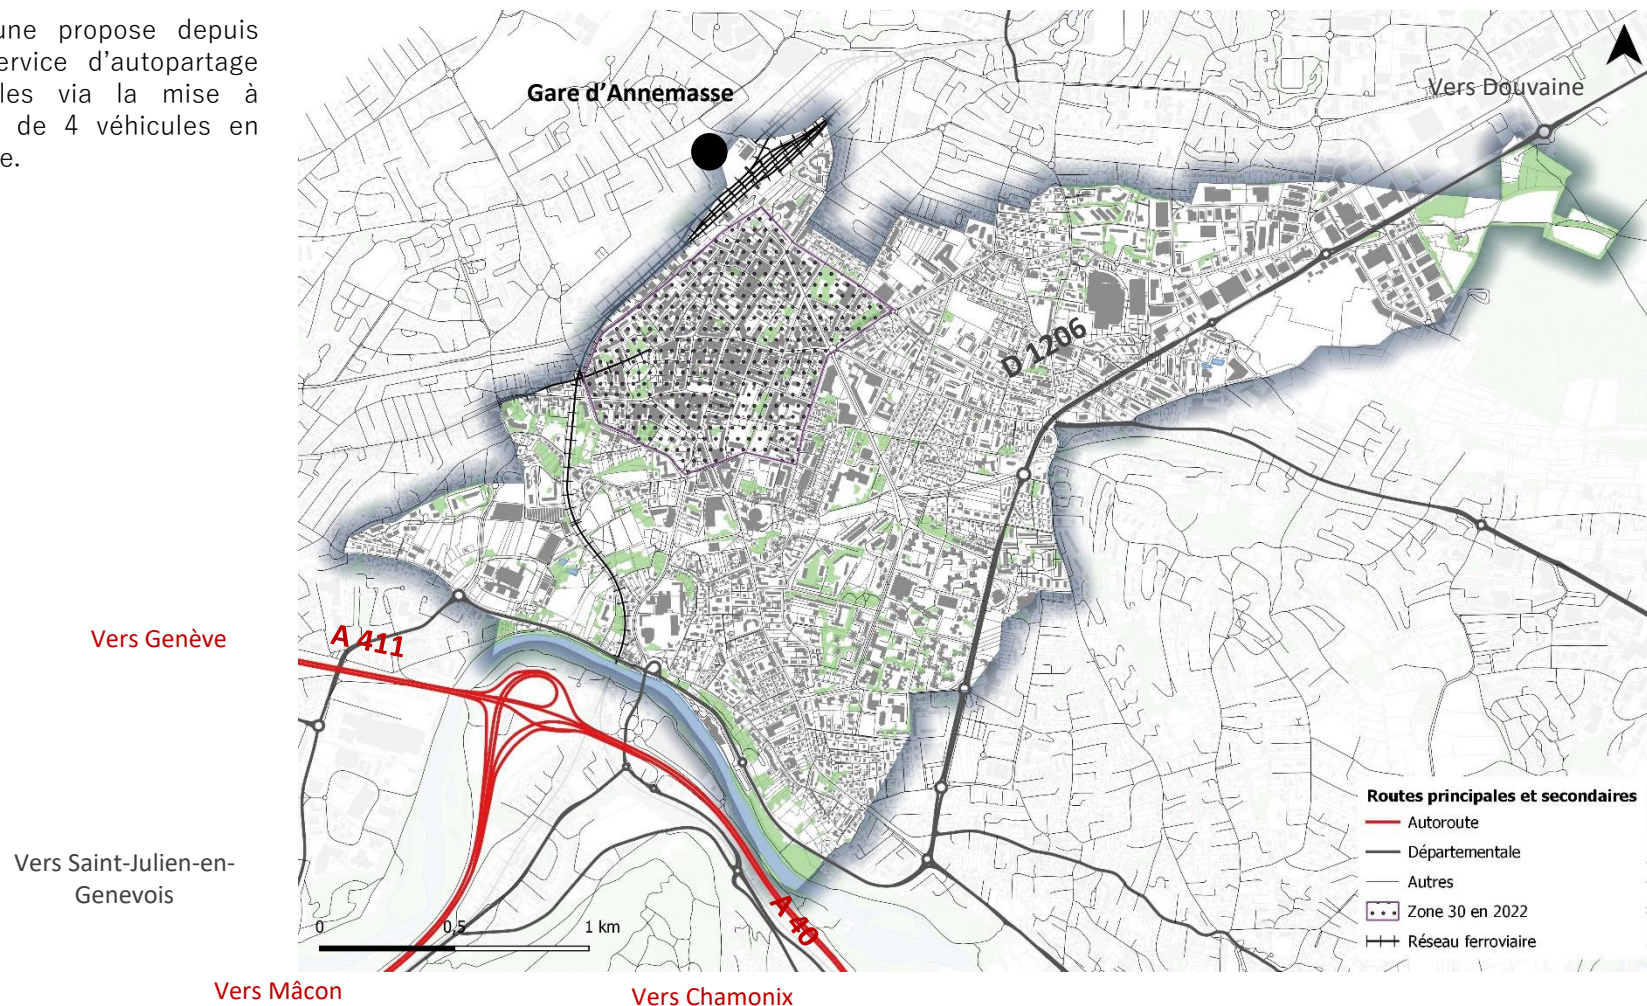 une propose depuis
ervice d'autopartage
les via la mise à
de 4 véhicules en
e.
Gare d'Annemasse
Vers Douvaine
D 1206
Vers Genève
A 411
Vers Saint-Julien-en-
Genevois
A 40
0 0,5 1 km
Vers Mâcon
Vers Chamonix
Routes principales et secondaires
Autoroute
Départementale
Autres
Zone 30 en 2022
Réseau ferroviaire